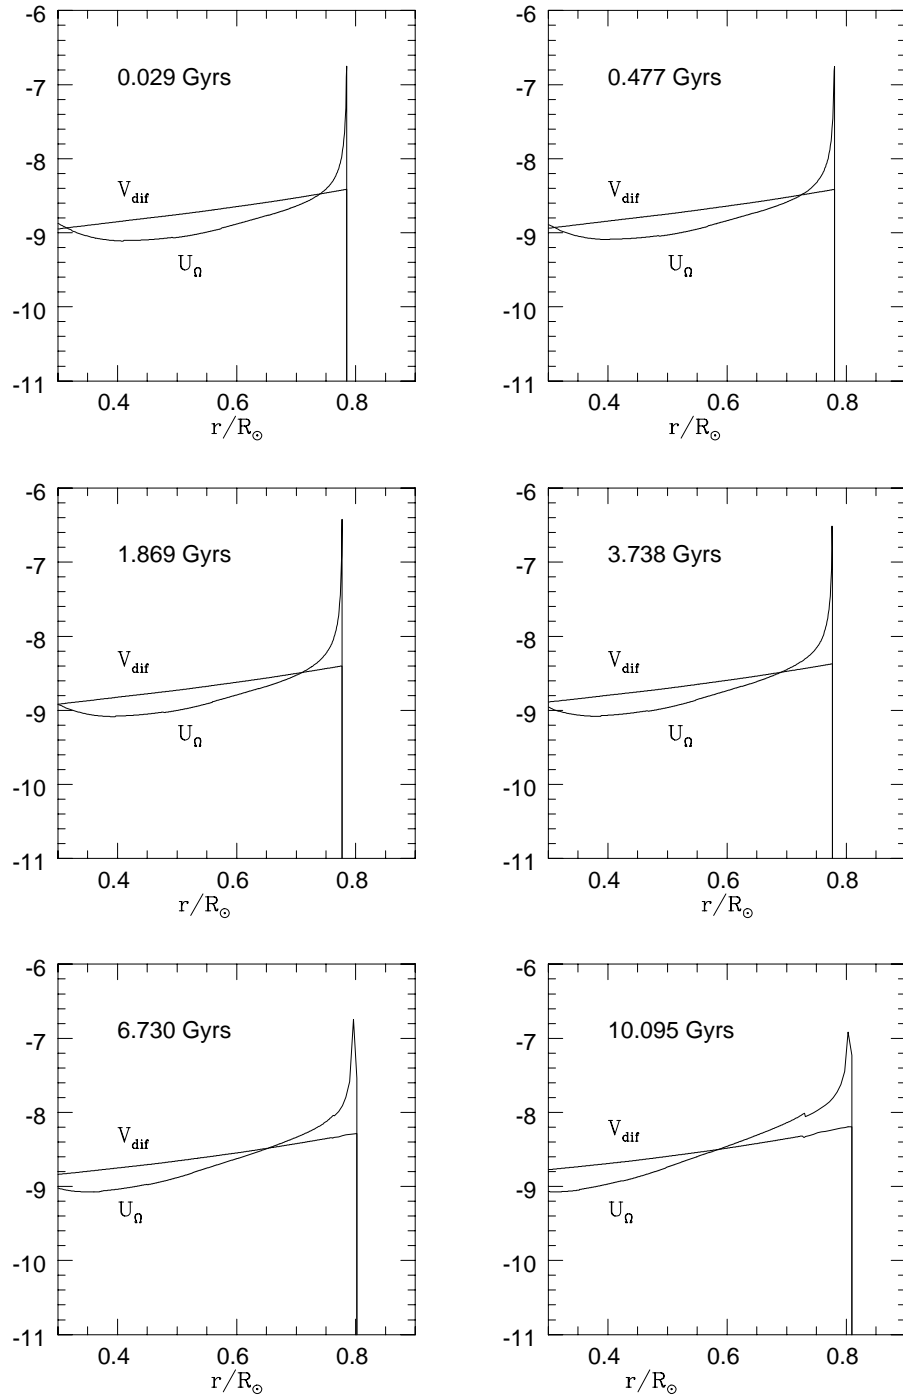 -6
-7
-8
-9
-10
-11
0.029 Gyrs
V_dif
U_Ω
0.4 0.6 0.8
r/R_⊙
-6
-7
-8
-9
-10
-11
0.477 Gyrs
V_dif
U_Ω
0.4 0.6 0.8
r/R_⊙
-6
-7
-8
-9
-10
-11
1.869 Gyrs
V_dif
U_Ω
0.4 0.6 0.8
r/R_⊙
-6
-7
-8
-9
-10
-11
3.738 Gyrs
V_dif
U_Ω
0.4 0.6 0.8
r/R_⊙
-6
-7
-8
-9
-10
-11
6.730 Gyrs
V_dif
U_Ω
0.4 0.6 0.8
r/R_⊙
-6
-7
-8
-9
-10
-11
10.095 Gyrs
V_dif
U_Ω
0.4 0.6 0.8
r/R_⊙